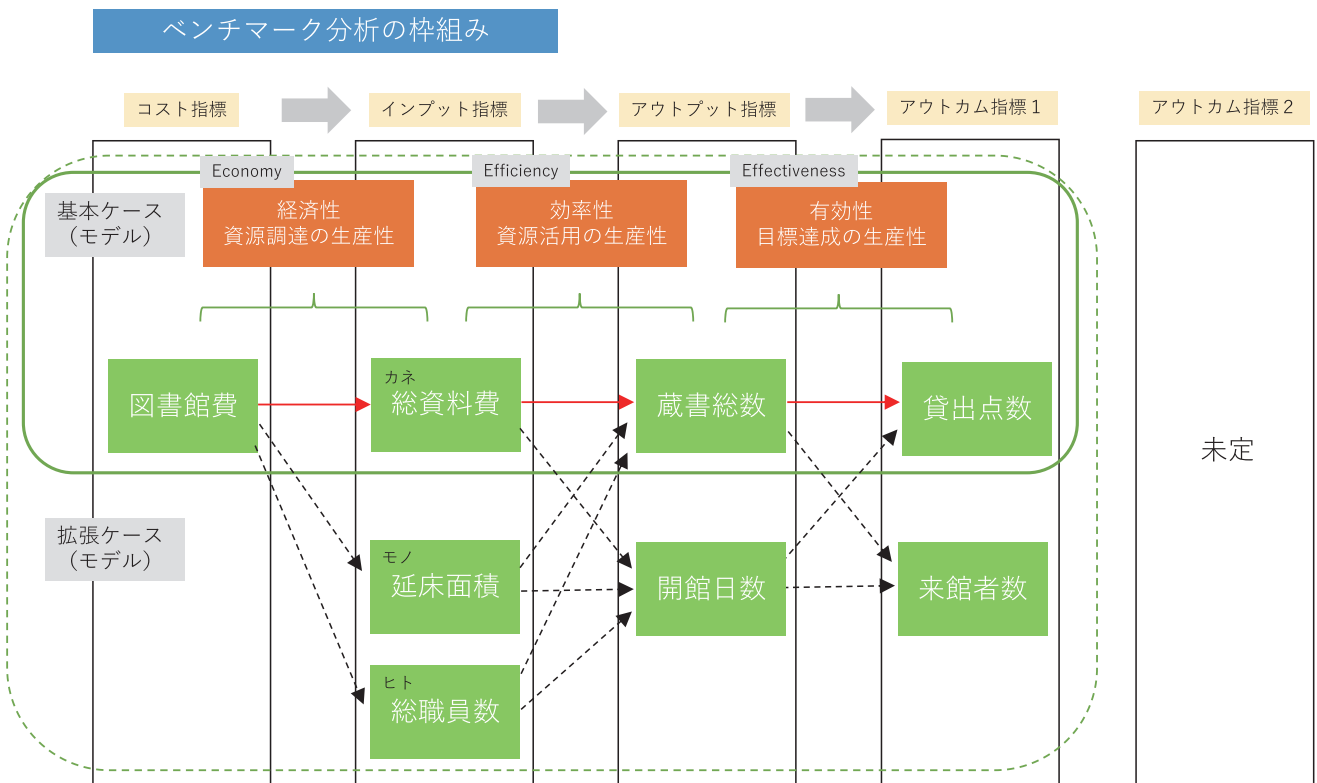 ベンチマーク分析の枠組み
コスト指標
インプット指標
アウトプット指標
アウトカム指標1
アウトカム指標2
Economy
Efficiency
Effectiveness
基本ケース
（モデル）
経済性
資源調達の生産性
効率性
資源活用の生産性
有効性
目標達成の生産性
図書館費
カネ
総資料費
蔵書総数
貸出点数
未定
拡張ケース
（モデル）
モノ
延床面積
開館日数
来館者数
ヒト
総職員数